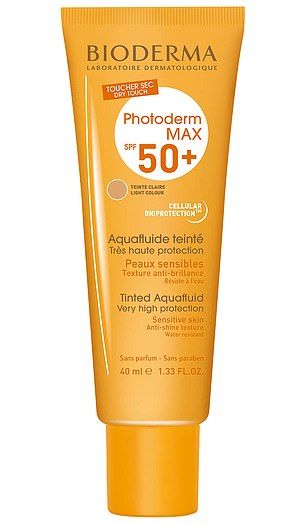 BIODERMA
LABORATOIRE DERMATOLOGIQUE
TOUCHER SEC
DRY TOUCH
Photoderm
MAX
SPF 50+
TEINTE CLAIRE
LIGHT COLOUR
CELLULAR
BIOPROTECTION™
Aquafluide teinté
Très haute protection
Peaux sensibles
Texture anti-brillance
Résiste à l'eau
Tinted Aquafluid
Very high protection
Sensitive skin
Anti-shine texture
Water resistant
Sans parfum - Sans paraben
40 ml ℮ 1.33 FL.OZ.